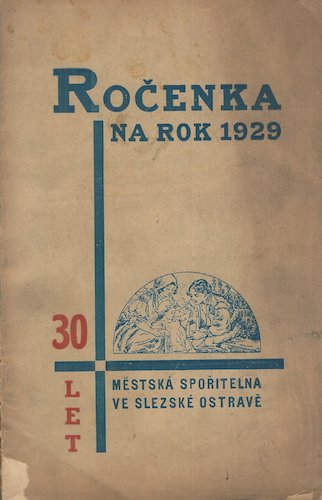 ROČENKA
NA ROK 1929
30
LET
MĚSTSKÁ SPOŘITELNA
VE SLEZSKÉ OSTRAVĚ